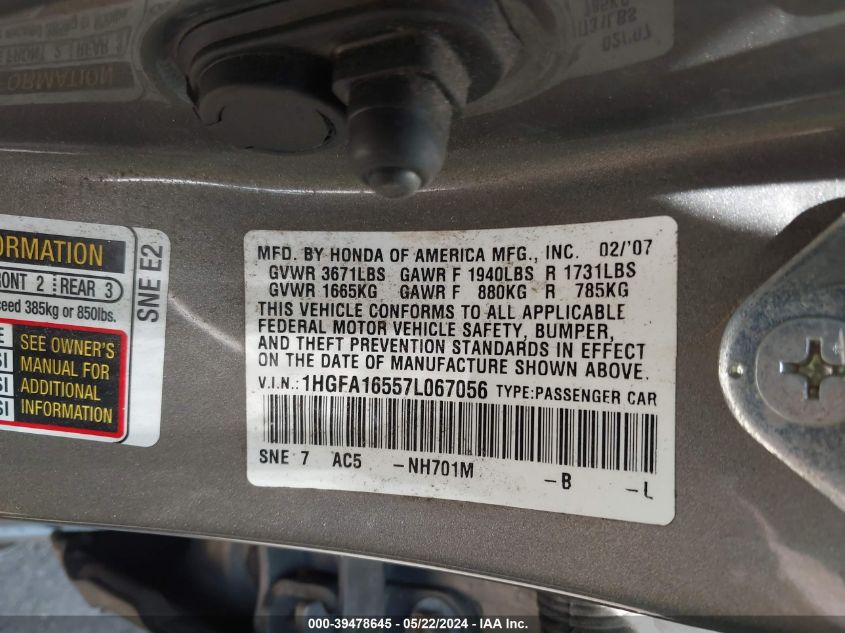 ORMATION
RONT 2 REAR 3
ceed 385kg or 850lbs.
SEE OWNER'S
MANUAL FOR
ADDITIONAL
INFORMATION
SNE E2
MFD. BY HONDA OF AMERICA MFG., INC. 02/'07
GVWR 3671LBS GAWR F 1940LBS R 1731LBS
GVWR 1665KG GAWR F 880KG R 785KG
THIS VEHICLE CONFORMS TO ALL APPLICABLE
FEDERAL MOTOR VEHICLE SAFETY, BUMPER,
AND THEFT PREVENTION STANDARDS IN EFFECT
ON THE DATE OF MANUFACTURE SHOWN ABOVE.
V.I.N.: 1HGFA16557L067056 TYPE:PASSENGER CAR
SNE 7 AC5 -NH701M -B -L
000-39478645 - 05/22/2024 - IAA Inc.